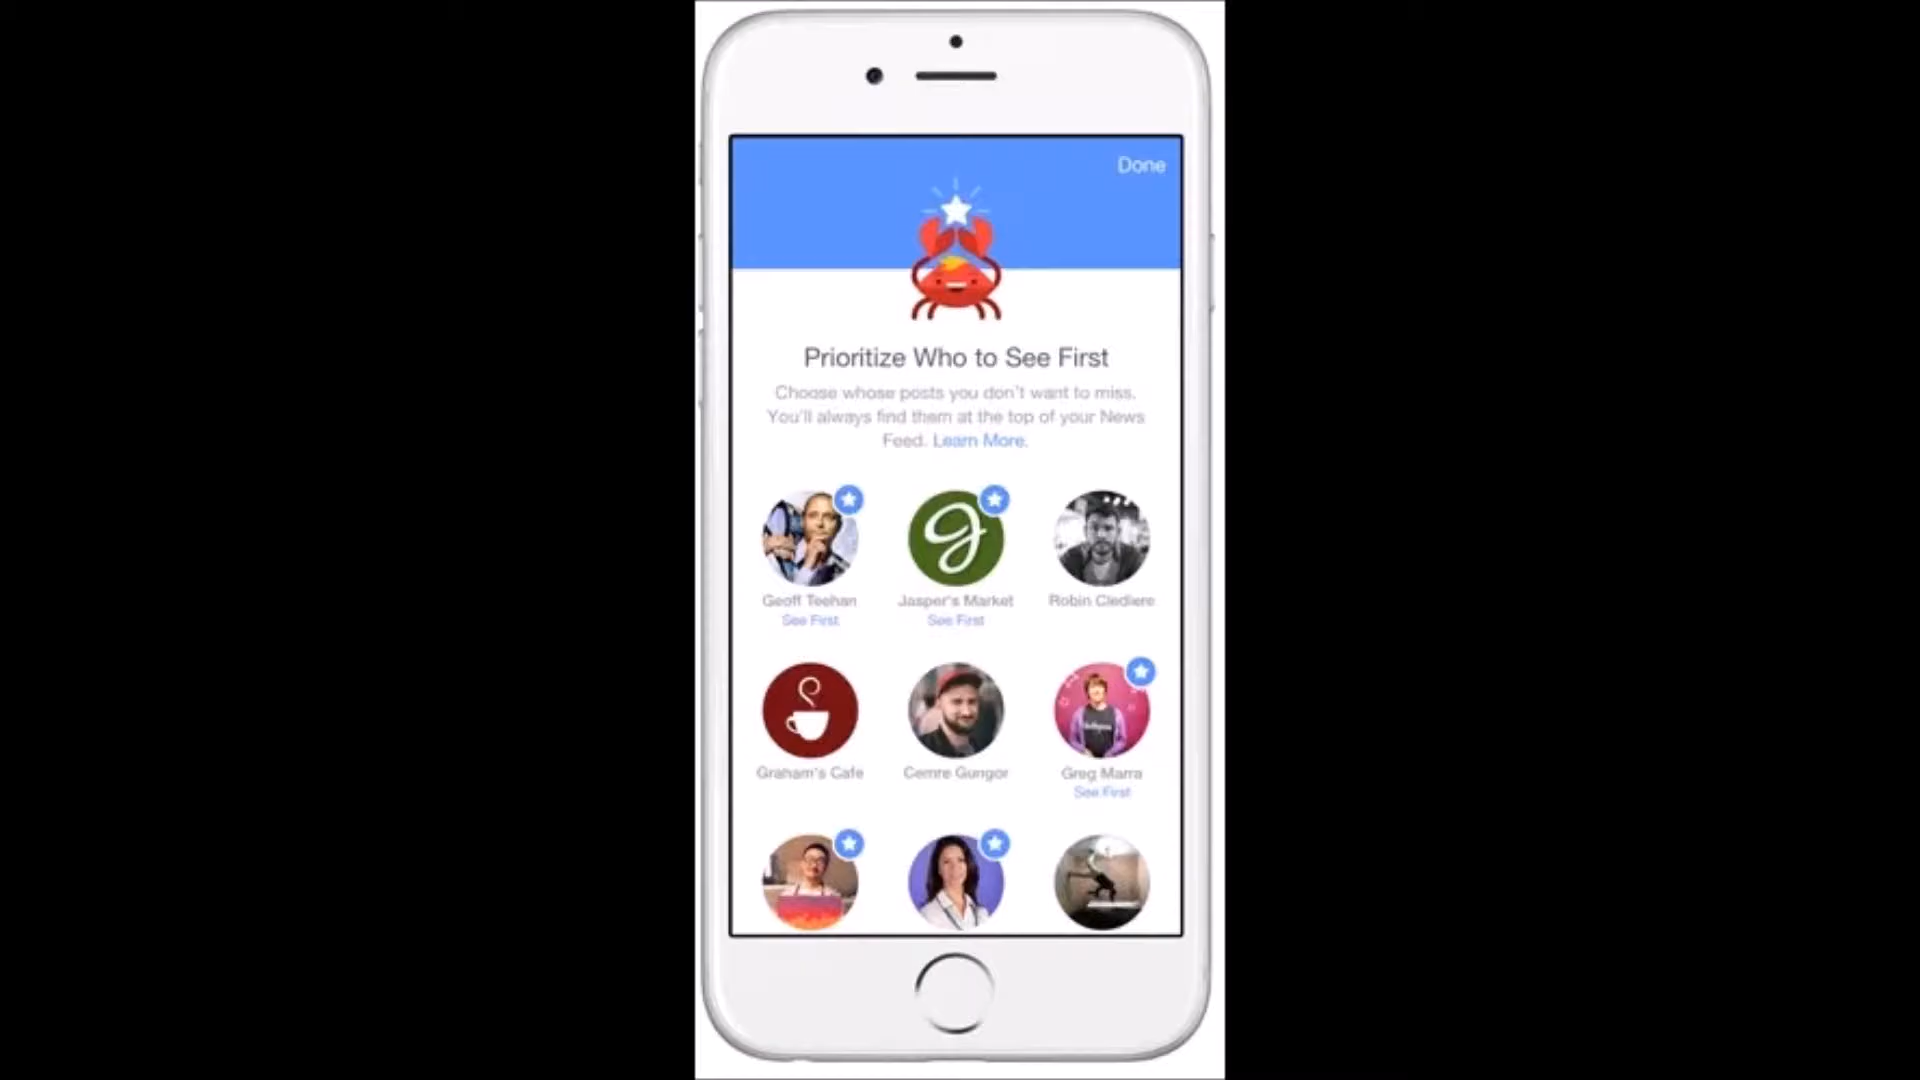 Done
Prioritize Who to See First
Choose whose posts you don't want to miss.
You'll always find them at the top of your News
Feed. Learn More.
Geoff Teehan
See First
Jasper's Market
See First
Robin Clediere
Graham's Cafe
Cemre Gungor
Greg Marra
See First